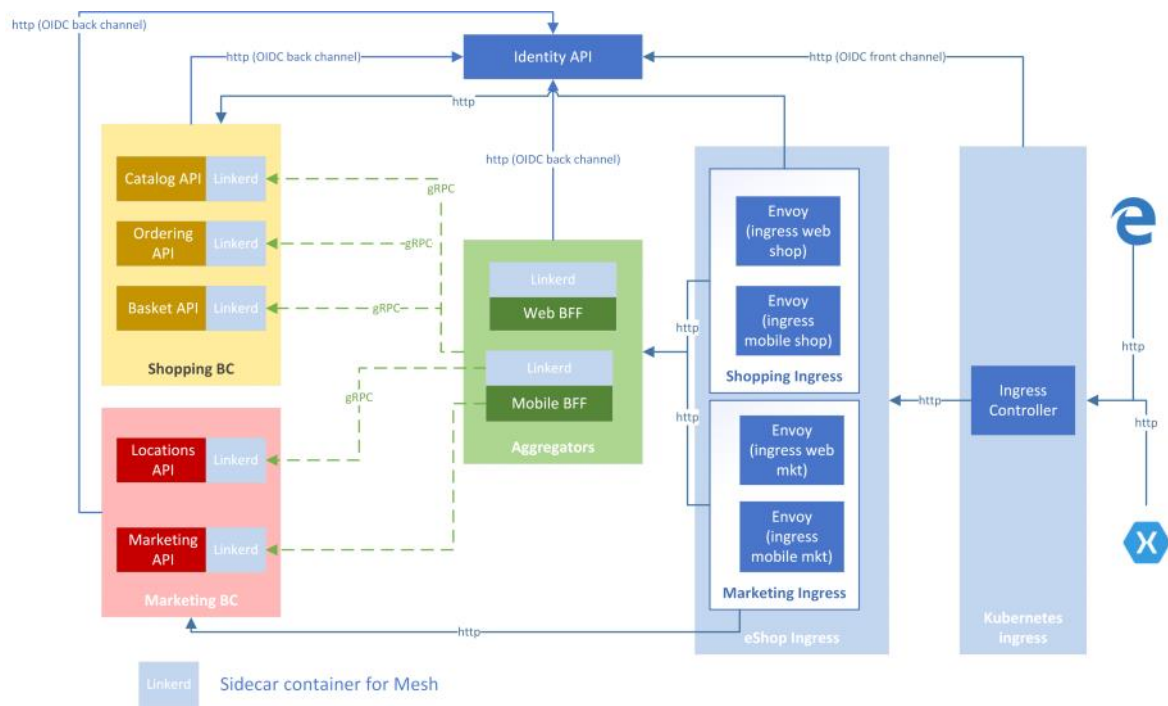 http (OIDC back channel)
http (OIDC back channel)
Identity API
http (OIDC front channel)
http
Catalog API
Linkerd
gRPC
http (OIDC back channel)
Ordering
API
Linkerd
gRPC
Basket API
Linkerd
gRPC
Shopping BC
Linkerd
Web BFF
Linkerd
Mobile BFF
Aggregators
gRPC
Locations
API
Linkerd
Marketing
API
Linkerd
Marketing BC
http
http
http
Envoy
(ingress web
shop)
Envoy
(ingress
mobile shop)
Shopping Ingress
Envoy
(ingress web
mkt)
Envoy
(ingress
mobile mkt)
Marketing Ingress
eShop Ingress
http
Ingress
Controller
Kubernetes
ingress
http
http
Linkerd
Sidecar container for Mesh